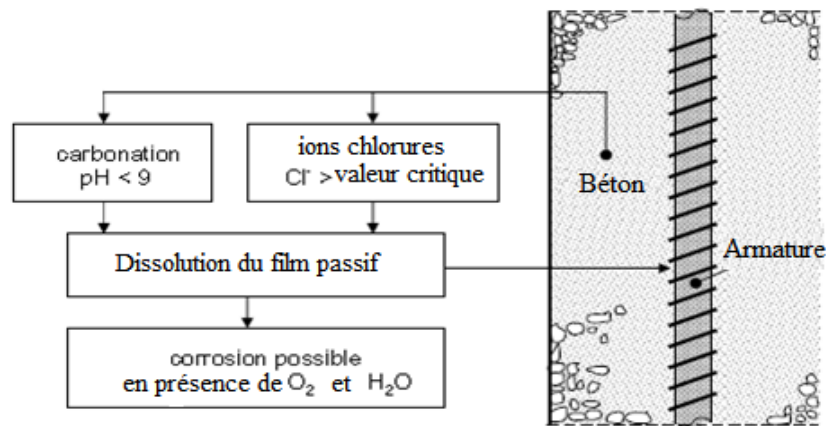 carbonation
pH < 9
ions chlorures
Cl⁻ > valeur critique
Béton
Dissolution du film passif
Armature
corrosion possible
en présence de O₂ et H₂O